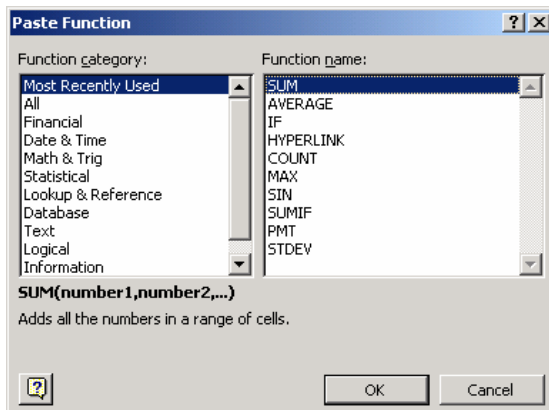 Paste Function
Function category:
Most Recently Used
All
Financial
Date & Time
Math & Trig
Statistical
Lookup & Reference
Database
Text
Logical
Information
Function name:
SUM
AVERAGE
IF
HYPERLINK
COUNT
MAX
SIN
SUMIF
PMT
STDEV
SUM(number1,number2,...)
Adds all the numbers in a range of cells.
OK
Cancel